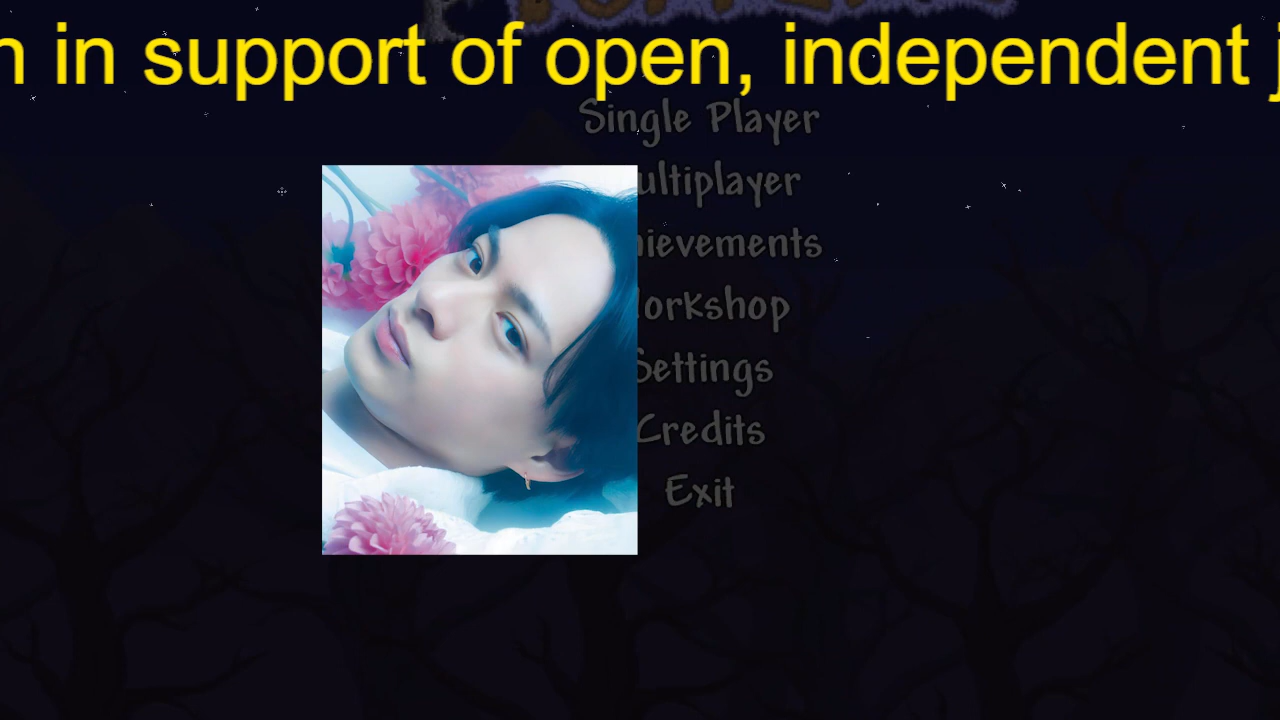 n in support of open, independent j
Single Player
ultiplayer
hievements
orkshop
Settings
Credits
Exit